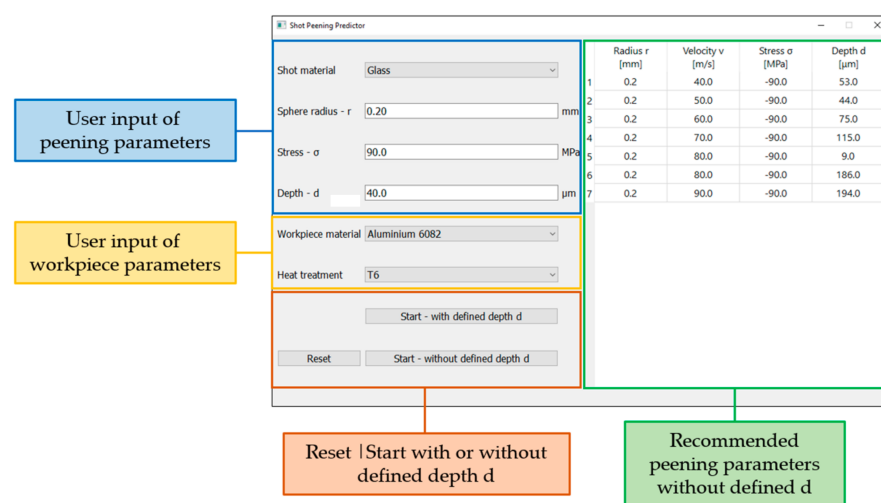 Shot Peening Predictor
Shot material Glass
Sphere radius - r 0.20 mm
Stress - σ 90.0 MPa
Depth - d 40.0 µm
Workpiece material Aluminium 6082
Heat treatment T6
Start - with defined depth d
Reset Start - without defined depth d
Radius r Velocity v Stress σ Depth d
[mm] [m/s] [MPa] [µm]
1 0.2 40.0 -90.0 53.0
2 0.2 50.0 -90.0 44.0
3 0.2 60.0 -90.0 75.0
4 0.2 70.0 -90.0 115.0
5 0.2 80.0 -90.0 9.0
6 0.2 80.0 -90.0 186.0
7 0.2 90.0 -90.0 194.0
User input of
peening parameters
User input of
workpiece parameters
Reset |Start with or without
defined depth d
Recommended
peening parameters
without defined d